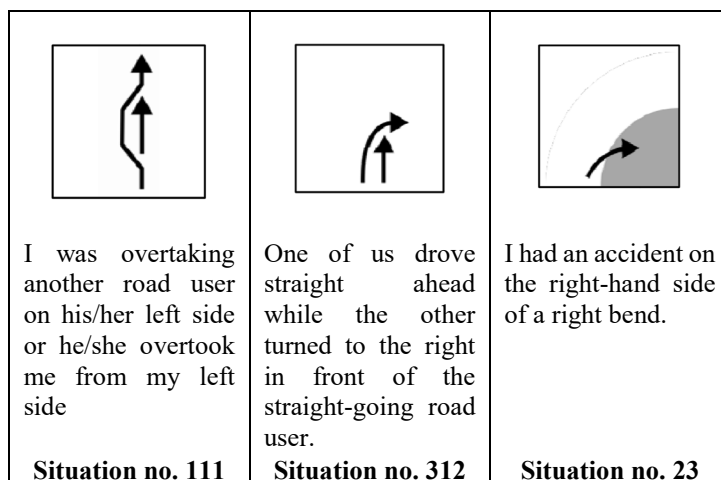 I was overtaking
another road user
on his/her left side
or he/she overtook
me from my left
side
Situation no. 111
One of us drove
straight ahead
while the other
turned to the right
in front of the
straight-going road
user.
Situation no. 312
I had an accident on
the right-hand side
of a right bend.
Situation no. 23